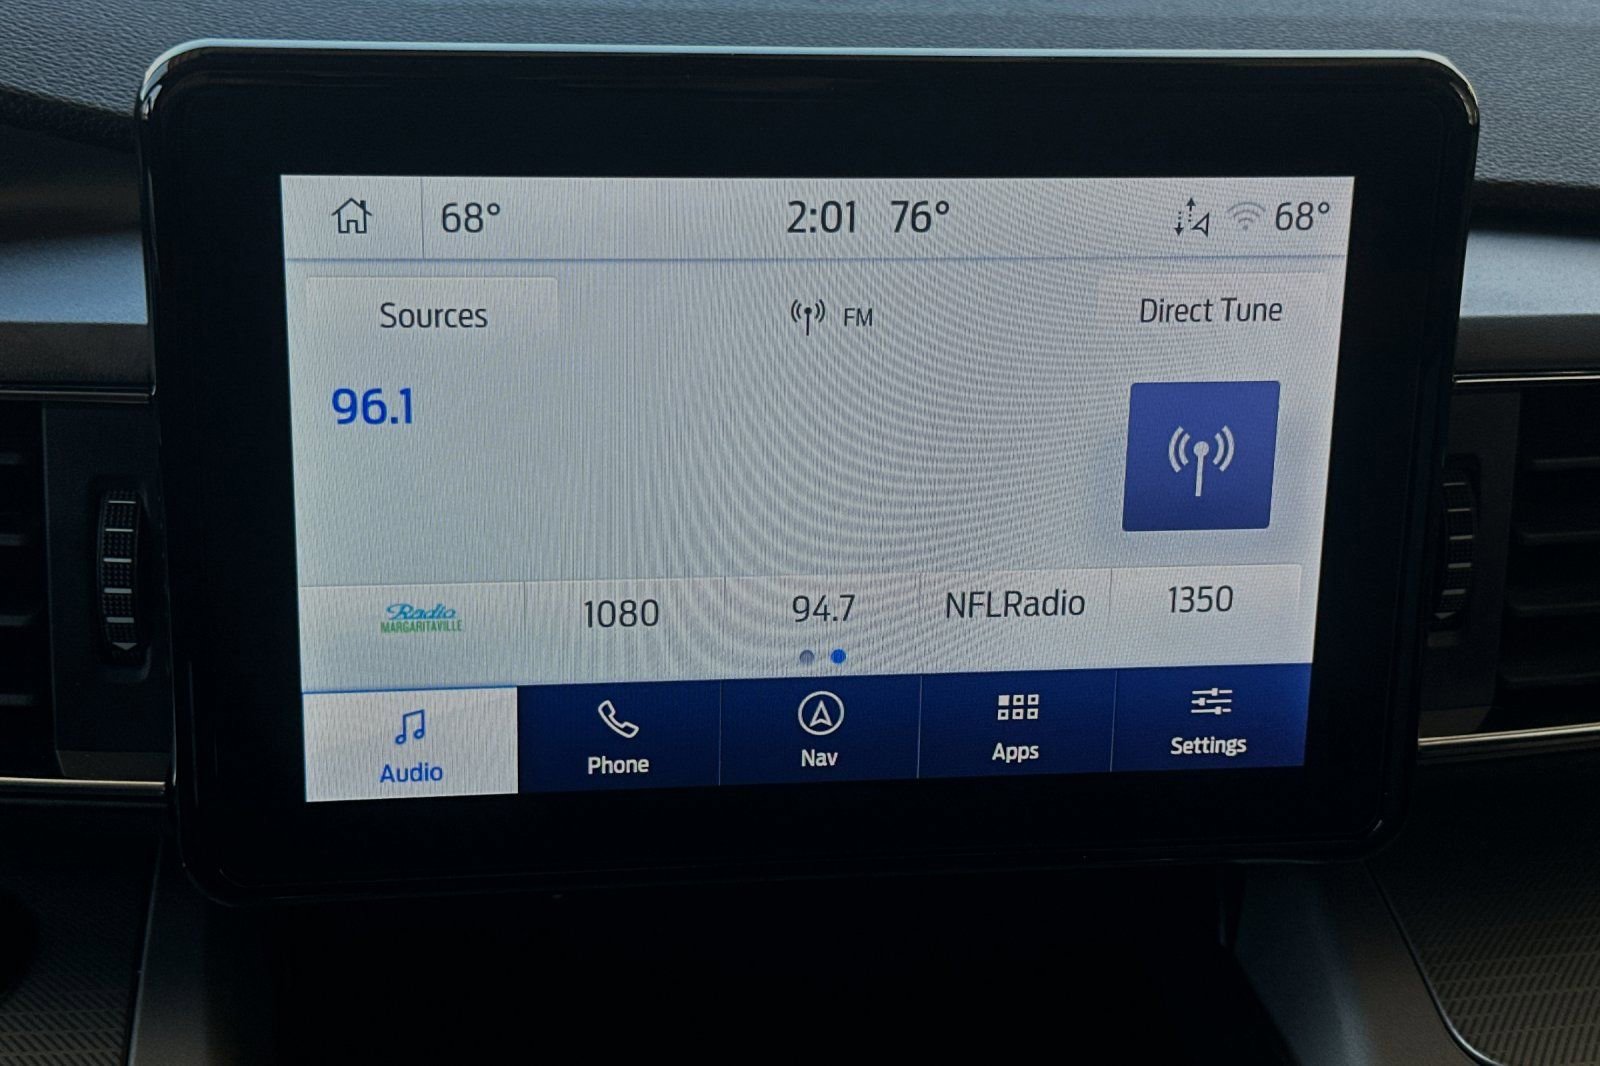 68° 2:01 76° 68°
Sources FM Direct Tune
96.1
Radio
MARGARITAVILLE
1080 94.7 NFLRadio 1350
Audio Phone Nav Apps Settings